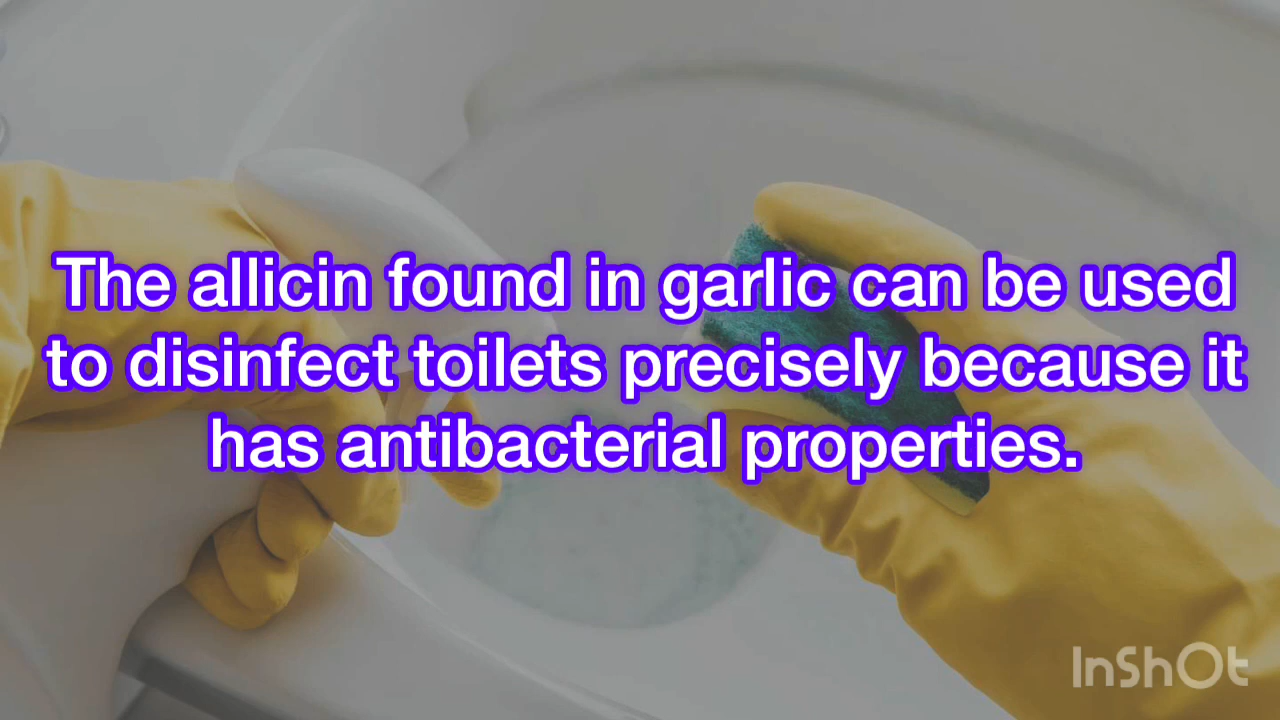 The allicin found in garlic can be used
to disinfect toilets precisely because it
has antibacterial properties.
InShOt